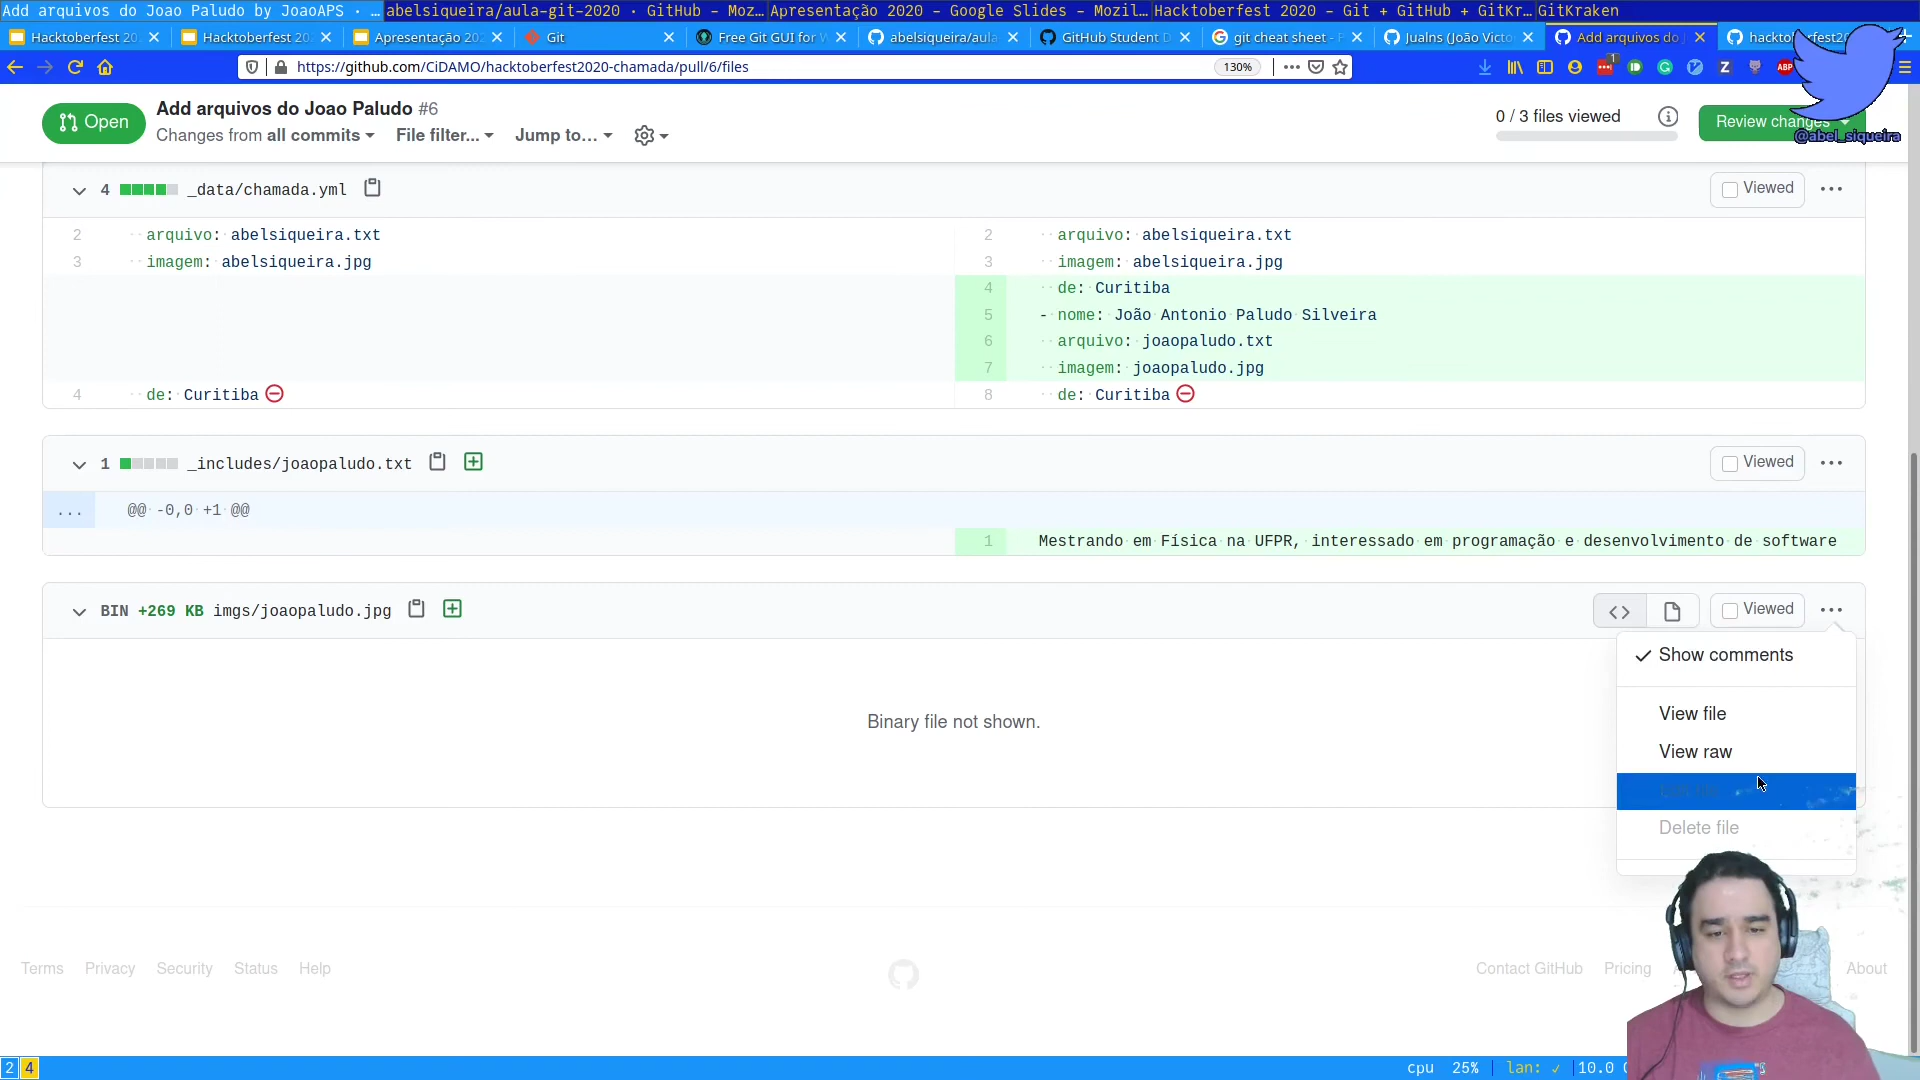 Add arquivos do Joao Paludo by JoaoAPS · … abelsiqueira/aula-git-2020 · GitHub - Moz… Apresentação 2020 - Google Slides - Mozil… Hacktoberfest 2020 - Git + GitHub + GitKr… GitKraken
Hacktoberfest 20 Hacktoberfest 20 Apresentação 202 Git Free Git GUI for W abelsiqueira/aula GitHub Student D git cheat sheet - P Jualns (João Victo Add arquivos do J
https://github.com/CiDAMO/hacktoberfest2020-chamada/pull/6/files 130% ABP
Open
Add arquivos do Joao Paludo #6
Changes from all commits File filter... Jump to...
0 / 3 files viewed
Review changes
@abel_siqueira
4 _data/chamada.yml Viewed
2 arquivo: abelsiqueira.txt 2 arquivo: abelsiqueira.txt
3 imagem: abelsiqueira.jpg 3 imagem: abelsiqueira.jpg
4 de: Curitiba
5 - nome: João Antonio Paludo Silveira
6 arquivo: joaopaludo.txt
7 imagem: joaopaludo.jpg
4 de: Curitiba 8 de: Curitiba
1 _includes/joaopaludo.txt Viewed
... @@ -0,0 +1 @@
1 Mestrando em Física na UFPR, interessado em programação e desenvolvimento de software
BIN +269 KB imgs/joaopaludo.jpg Viewed
Show comments
View file
Binary file not shown.
View raw
Delete file
Terms Privacy Security Status Help Contact GitHub Pricing About
2 4 cpu 25% lan: ✓ 10.0